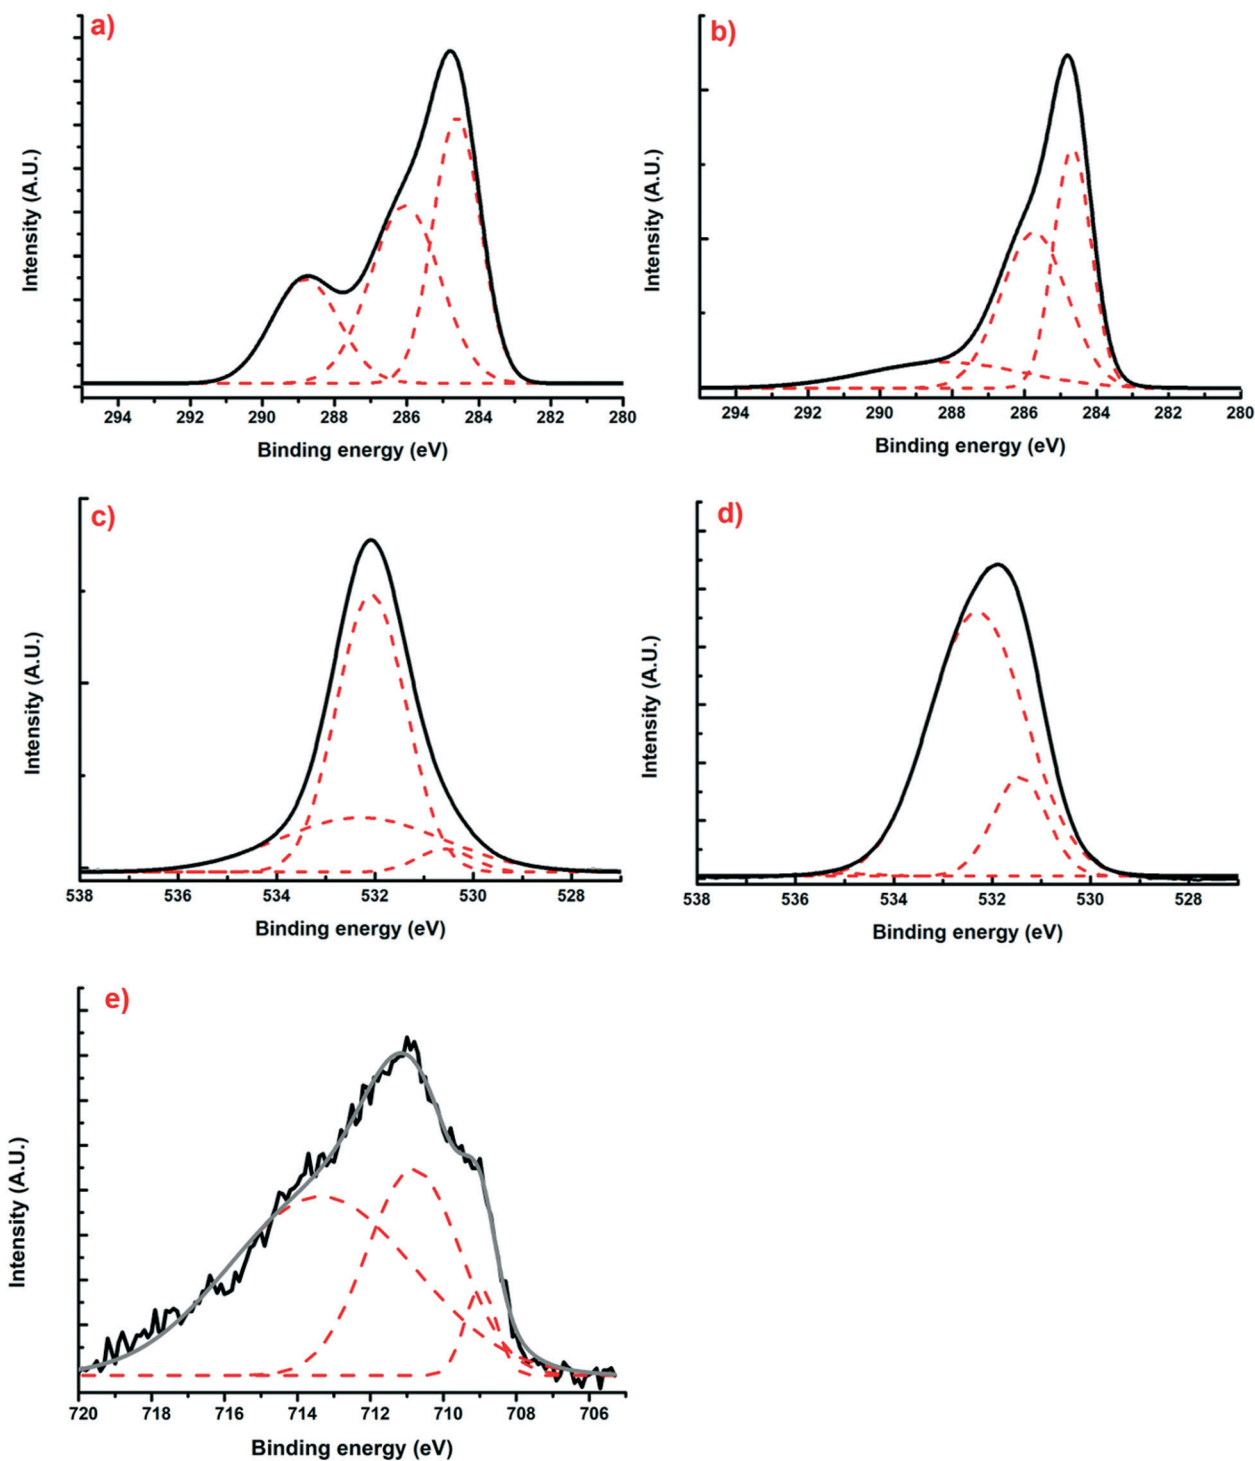 a)
Intensity (A.U.)
294 292 290 288 286 284 282 280
Binding energy (eV)
b)
Intensity (A.U.)
294 292 290 288 286 284 282 280
Binding energy (eV)
c)
Intensity (A.U.)
538 536 534 532 530 528
Binding energy (eV)
d)
Intensity (A.U.)
538 536 534 532 530 528
Binding energy (eV)
e)
Intensity (A.U.)
720 718 716 714 712 710 708 706
Binding energy (eV)